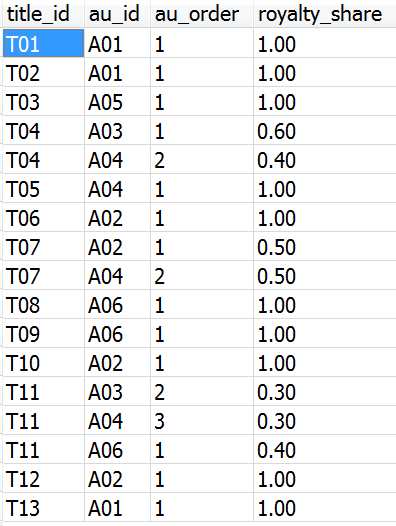 title_id au_id au_order royalty_share
T01 A01 1 1.00
T02 A01 1 1.00
T03 A05 1 1.00
T04 A03 1 0.60
T04 A04 2 0.40
T05 A04 1 1.00
T06 A02 1 1.00
T07 A02 1 0.50
T07 A04 2 0.50
T08 A06 1 1.00
T09 A06 1 1.00
T10 A02 1 1.00
T11 A03 2 0.30
T11 A04 3 0.30
T11 A06 1 0.40
T12 A02 1 1.00
T13 A01 1 1.00